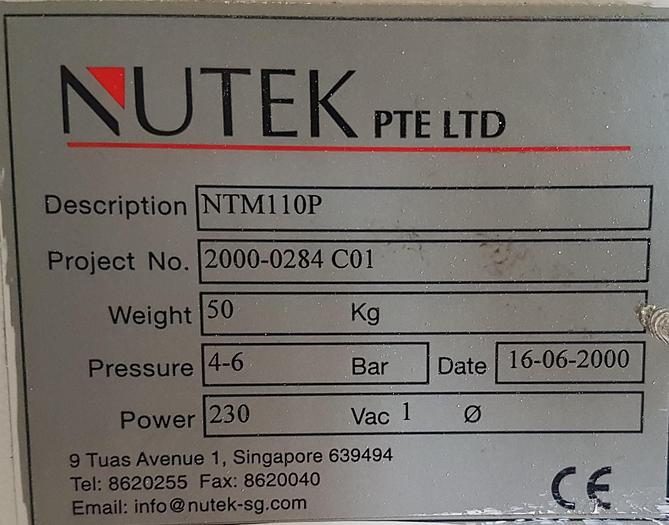 NUTEK PTE LTD
Description NTM110P
Project No. 2000-0284 C01
Weight 50 Kg
Pressure 4-6 Bar Date 16-06-2000
Power 230 Vac 1 Ø
9 Tuas Avenue 1, Singapore 639494
Tel: 8620255 Fax: 8620040
Email: info@nutek-sg.com
CE